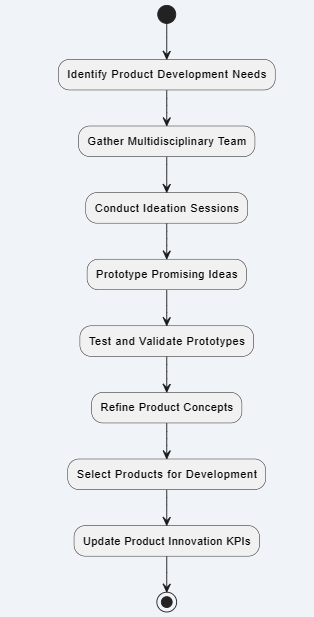 Identify Product Development Needs
Gather Multidisciplinary Team
Conduct Ideation Sessions
Prototype Promising Ideas
Test and Validate Prototypes
Refine Product Concepts
Select Products for Development
Update Product Innovation KPIs